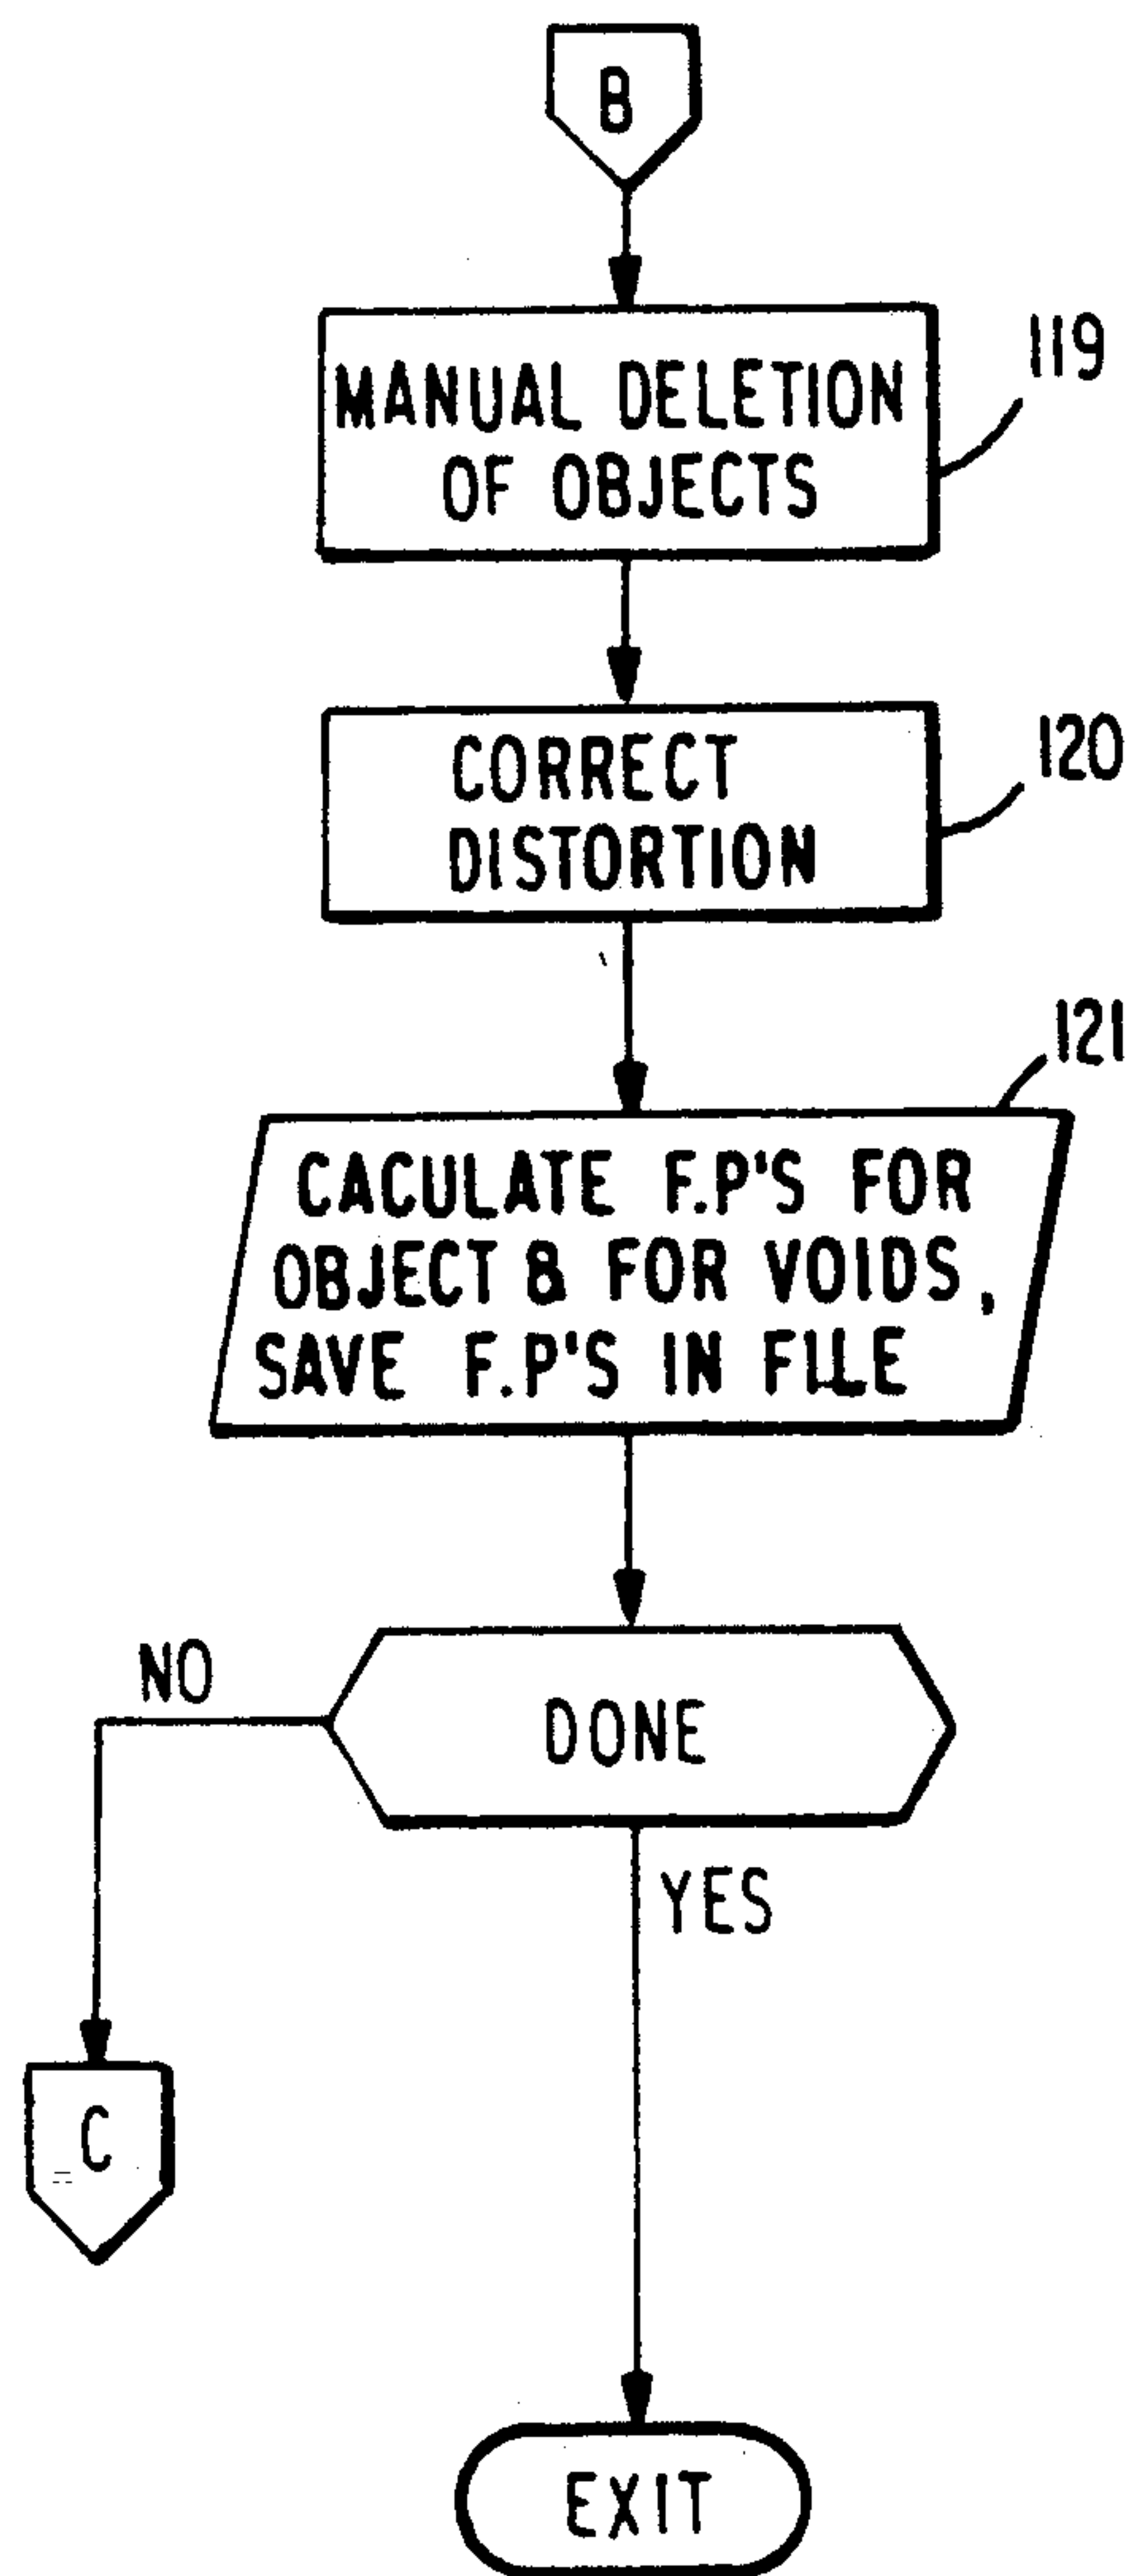 B
MANUAL DELETION
OF OBJECTS
119
CORRECT
DISTORTION
120
121
CACULATE F.P'S FOR
OBJECT & FOR VOIDS,
SAVE F.P'S IN FILE
NO
DONE
YES
C
EXIT